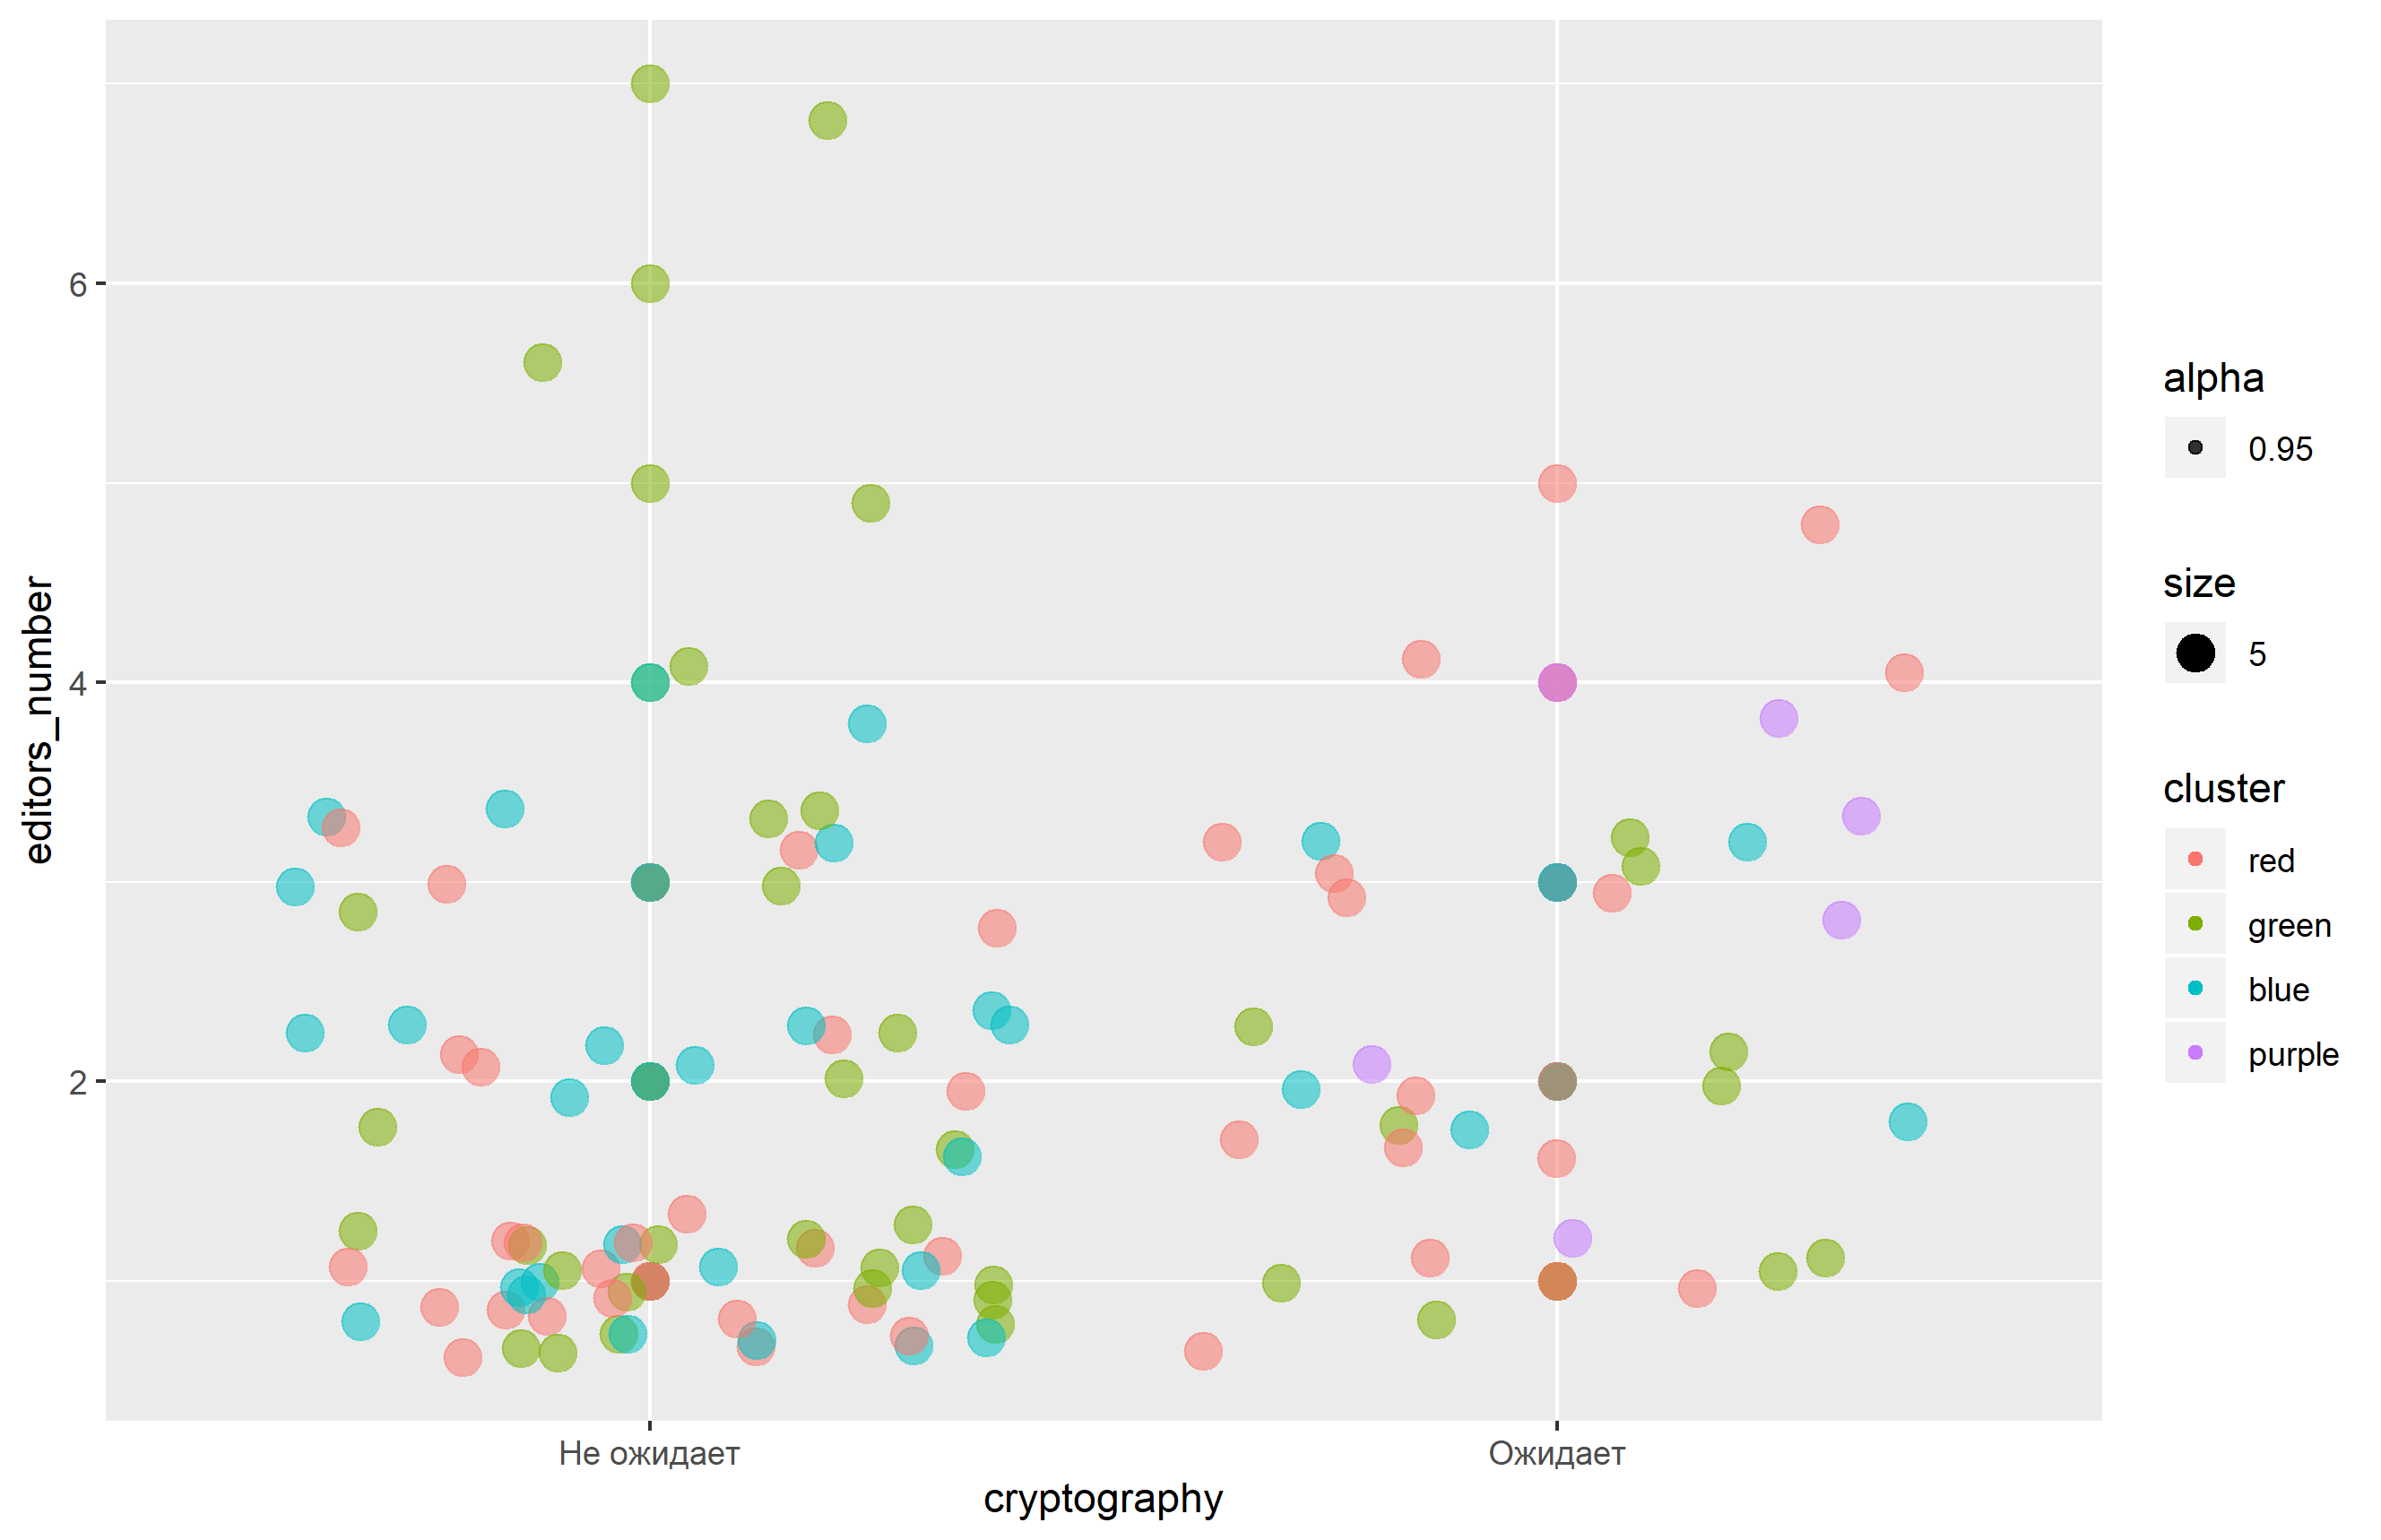 editors_number
6
4
2
Не ожидает
Ожидает
cryptography
alpha
0.95
size
5
cluster
red
green
blue
purple